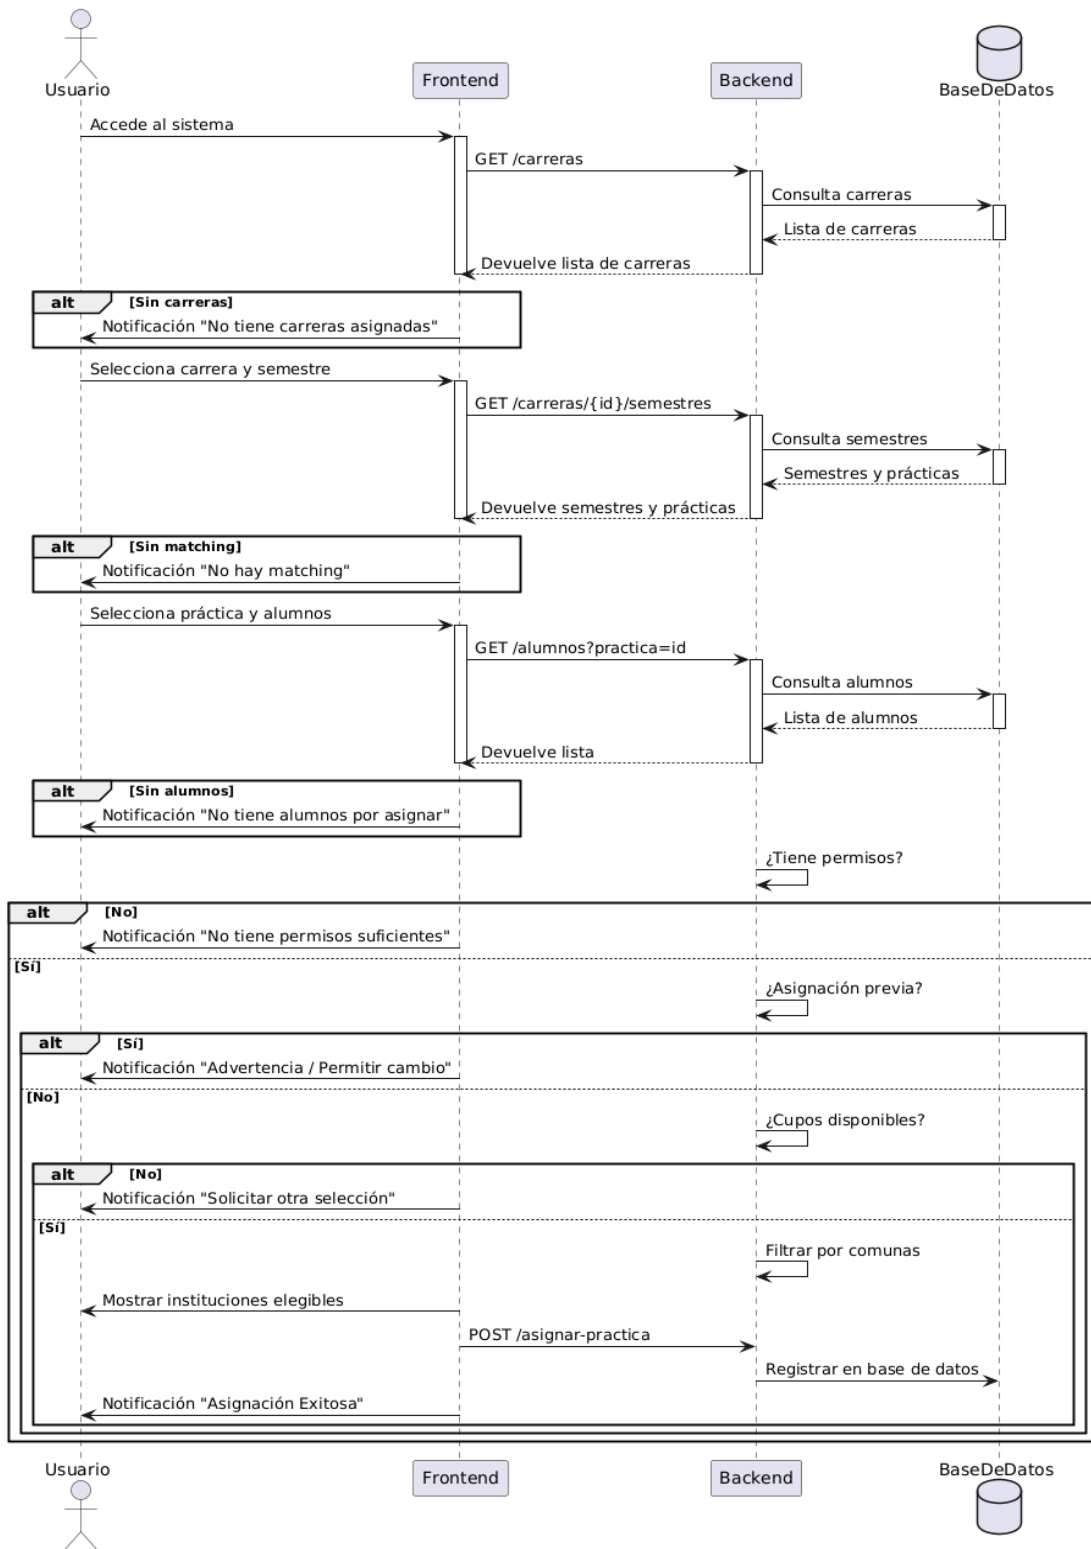 Usuario
Frontend
Backend
BaseDeDatos
Accede al sistema
GET /carreras
Consulta carreras
Lista de carreras
Devuelve lista de carreras
alt [Sin carreras]
Notificación "No tiene carreras asignadas"
Selecciona carrera y semestre
GET /carreras/{id}/semestres
Consulta semestres
Semestres y prácticas
Devuelve semestres y prácticas
alt [Sin matching]
Notificación "No hay matching"
Selecciona práctica y alumnos
GET /alumnos?practica=id
Consulta alumnos
Lista de alumnos
Devuelve lista
alt [Sin alumnos]
Notificación "No tiene alumnos por asignar"
¿Tiene permisos?
alt [No]
Notificación "No tiene permisos suficientes"
[Sí]
¿Asignación previa?
alt [Sí]
Notificación "Advertencia / Permitir cambio"
[No]
¿Cupos disponibles?
alt [No]
Notificación "Solicitar otra selección"
[Sí]
Filtrar por comunas
Mostrar instituciones elegibles
POST /asignar-practica
Registrar en base de datos
Notificación "Asignación Exitosa"
Usuario
Frontend
Backend
BaseDeDatos